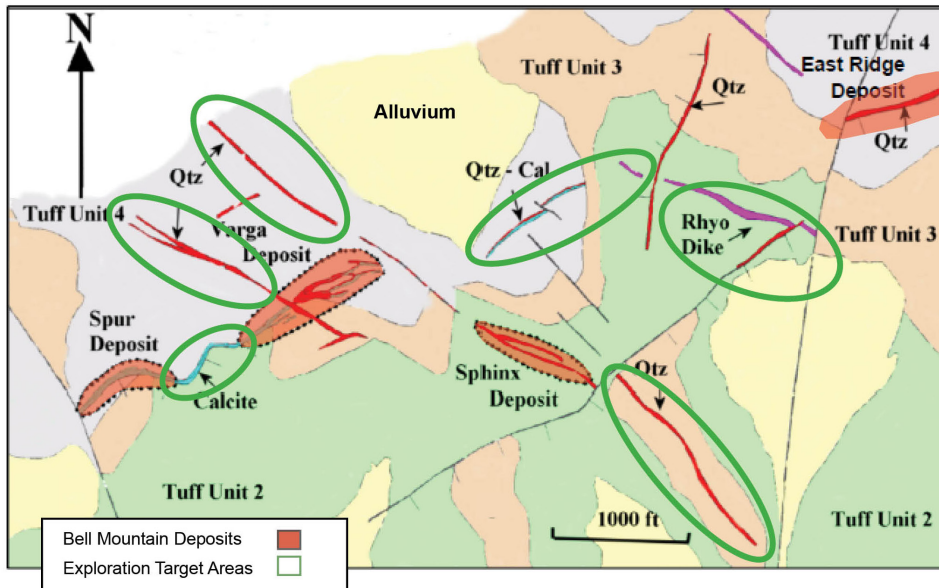 N
Tuff Unit 4
East Ridge
Deposit
Qtz
Tuff Unit 3
Qtz
Alluvium
Qtz
Qtz - Cal
Tuff Unit 4
Varga
Deposit
Rhyo
Dike
Tuff Unit 3
Spur
Deposit
Calcite
Sphinx
Deposit
Qtz
Tuff Unit 2
1000 ft
Tuff Unit 2
Bell Mountain Deposits
Exploration Target Areas